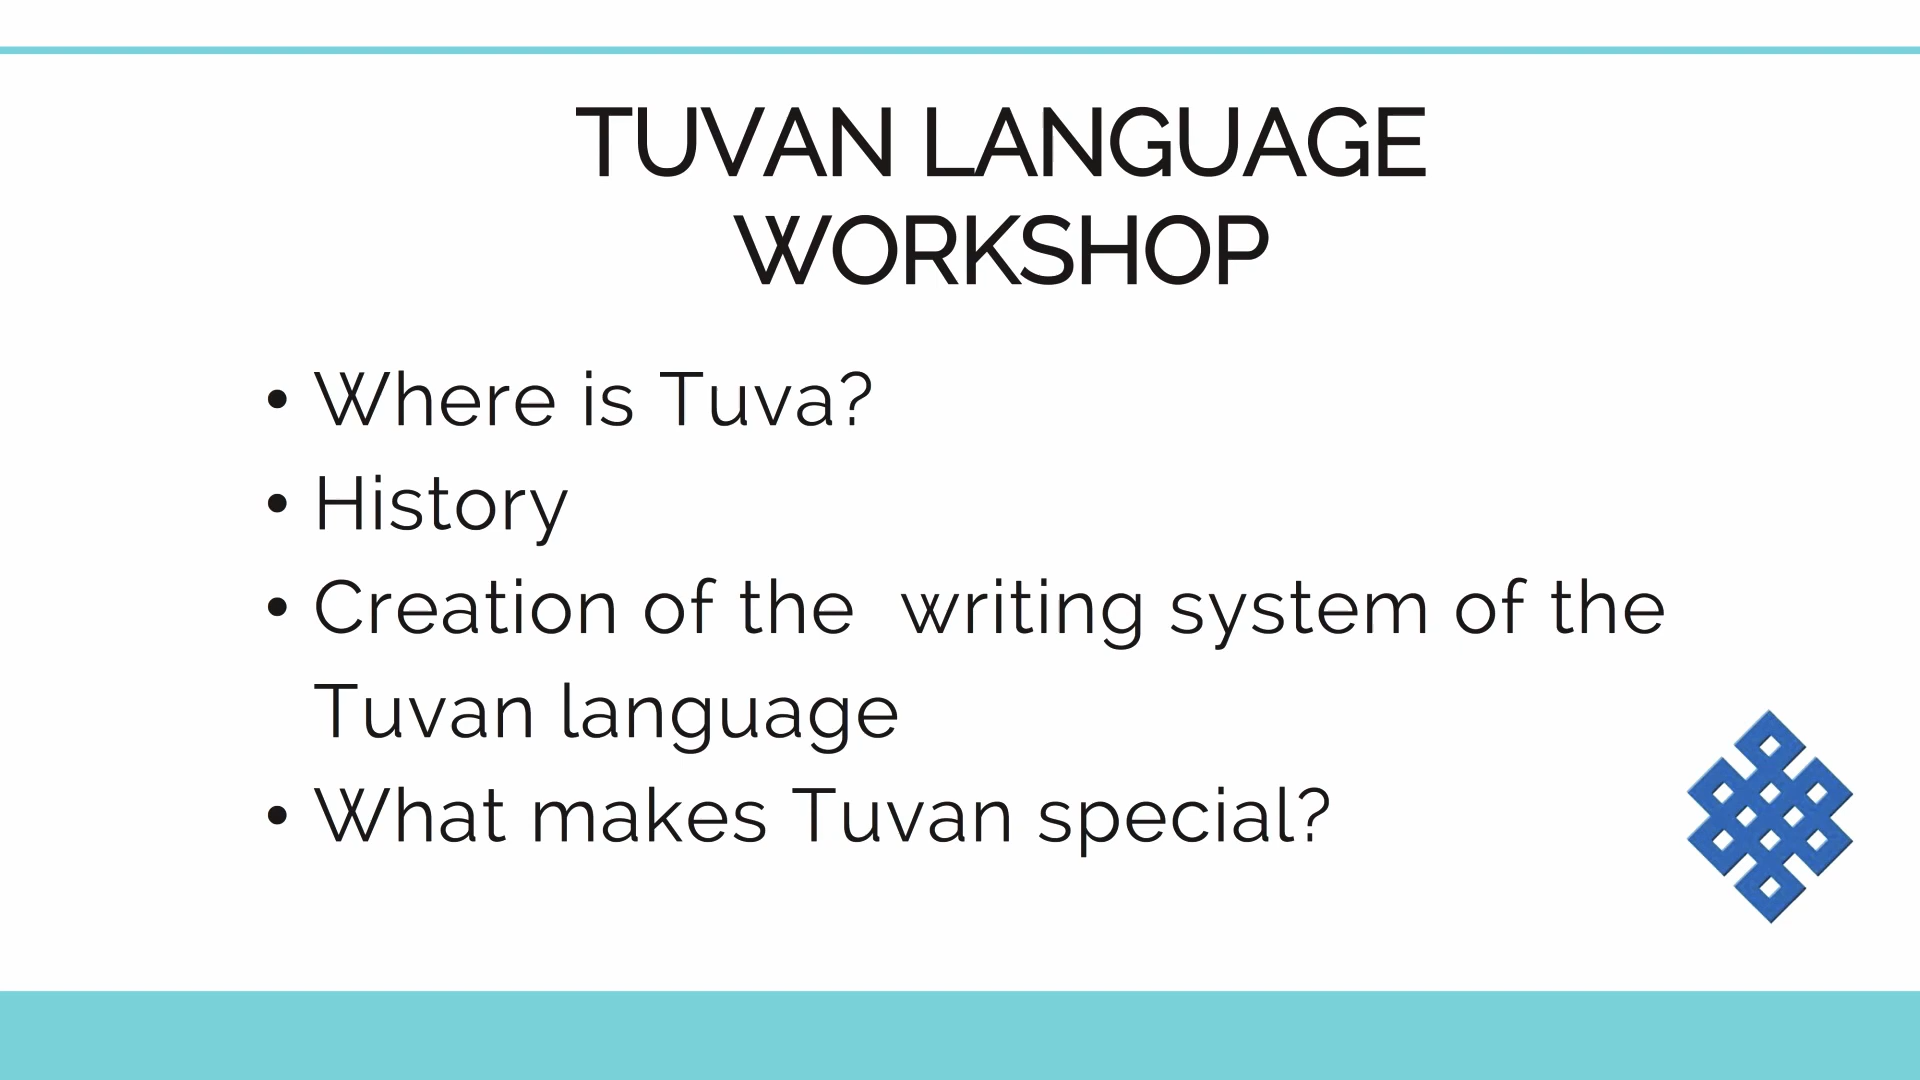 TUVAN LANGUAGE
WORKSHOP
• Where is Tuva?
• History
• Creation of the  writing system of the
Tuvan language
• What makes Tuvan special?